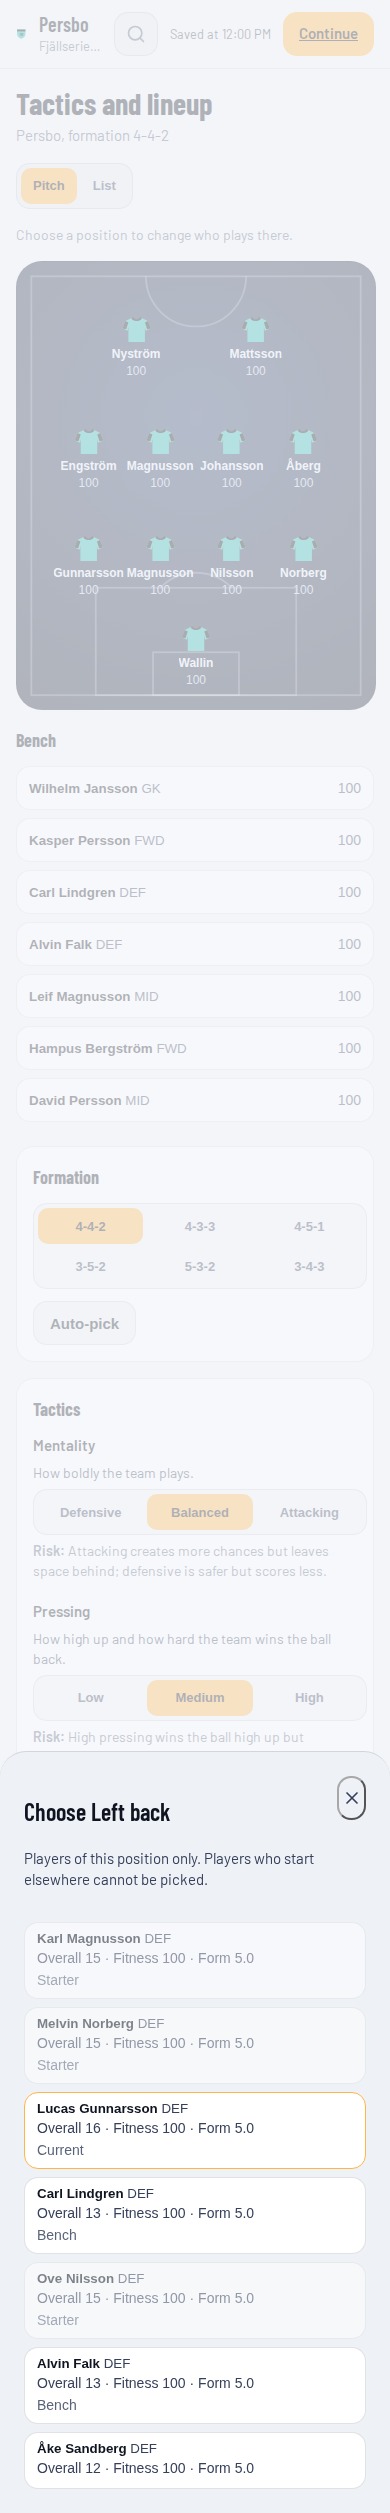 Persbo
Fjällserie...
Saved at 12:00 PM
Continue
Tactics and lineup
Persbo, formation 4-4-2
Pitch List
Choose a position to change who plays there.
Nyström Mattsson
100 100
Engström Magnusson Johansson Åberg
100 100 100 100
Gunnarsson Magnusson Nilsson Norberg
100 100 100 100
Wallin
100
Bench
Wilhelm Jansson GK 100
Kasper Persson FWD 100
Carl Lindgren DEF 100
Alvin Falk DEF 100
Leif Magnusson MID 100
Hampus Bergström FWD 100
David Persson MID 100
Formation
4-4-2 4-3-3 4-5-1
3-5-2 5-3-2 3-4-3
Auto-pick
Tactics
Mentality
How boldly the team plays.
Defensive Balanced Attacking
Risk: Attacking creates more chances but leaves
space behind; defensive is safer but scores less.
Pressing
How high up and how hard the team wins the ball
back.
Low Medium High
Risk: High pressing wins the ball high up but
Choose Left back
Players of this position only. Players who start
elsewhere cannot be picked.
Karl Magnusson DEF
Overall 15 · Fitness 100 · Form 5.0
Starter
Melvin Norberg DEF
Overall 15 · Fitness 100 · Form 5.0
Starter
Lucas Gunnarsson DEF
Overall 16 · Fitness 100 · Form 5.0
Current
Carl Lindgren DEF
Overall 13 · Fitness 100 · Form 5.0
Bench
Ove Nilsson DEF
Overall 15 · Fitness 100 · Form 5.0
Starter
Alvin Falk DEF
Overall 13 · Fitness 100 · Form 5.0
Bench
Åke Sandberg DEF
Overall 12 · Fitness 100 · Form 5.0